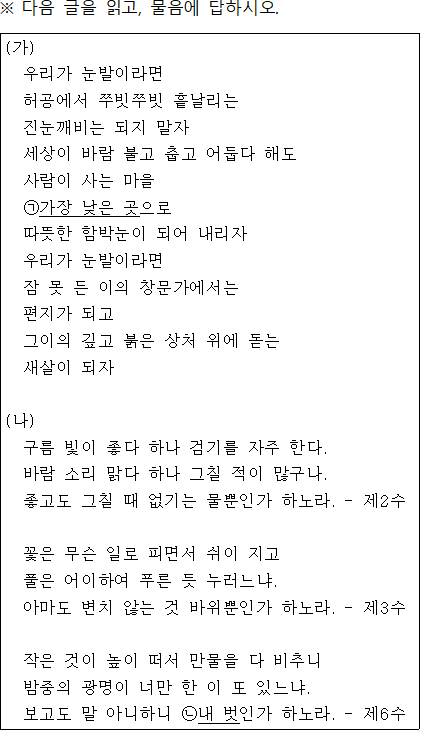 ※ 다음 글을 읽고, 물음에 답하시오.
(가)
우리가 눈발이라면
허공에서 쭈빗쭈빗 흩날리는
진눈깨비는 되지 말자
세상이 바람 불고 춥고 어둡다 해도
사람이 사는 마을
㉠가장 낮은 곳으로
따뜻한 함박눈이 되어 내리자
우리가 눈발이라면
잠 못 든 이의 창문가에서는
편지가 되고
그이의 깊고 붉은 상처 위에 돋는
새살이 되자
(나)
구름 빛이 좋다 하나 검기를 자주 한다.
바람 소리 맑다 하나 그칠 적이 많구나.
좋고도 그칠 때 없기는 물뿐인가 하노라. - 제2수
꽃은 무슨 일로 피면서 쉬이 지고
풀은 어이하여 푸른 듯 누러느냐.
아마도 변치 않는 것 바위뿐인가 하노라. - 제3수
작은 것이 높이 떠서 만물을 다 비추니
밤중의 광명이 너만 한 이 또 있느냐.
보고도 말 아니하니 ㉡내 벗인가 하노라. - 제6수